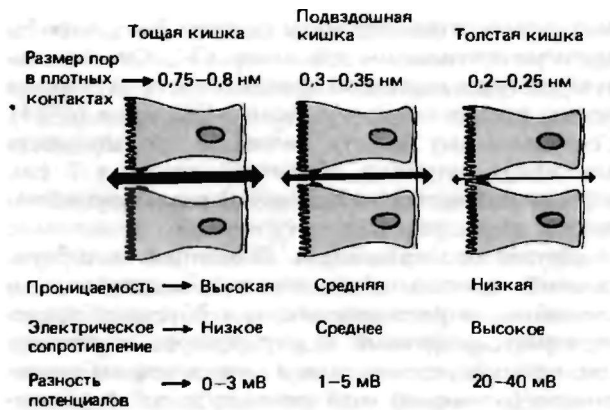 Тощая кишка
Подвздошная
кишка
Толстая кишка
Размер пор
в плотных
контактах
0,75–0,8 нм
0,3–0,35 нм
0,2–0,25 нм
Проницаемость
Высокая
Средняя
Низкая
Электрическое
сопротивление
Низкое
Среднее
Высокое
Разность
потенциалов
0–3 мВ
1–5 мВ
20–40 мВ